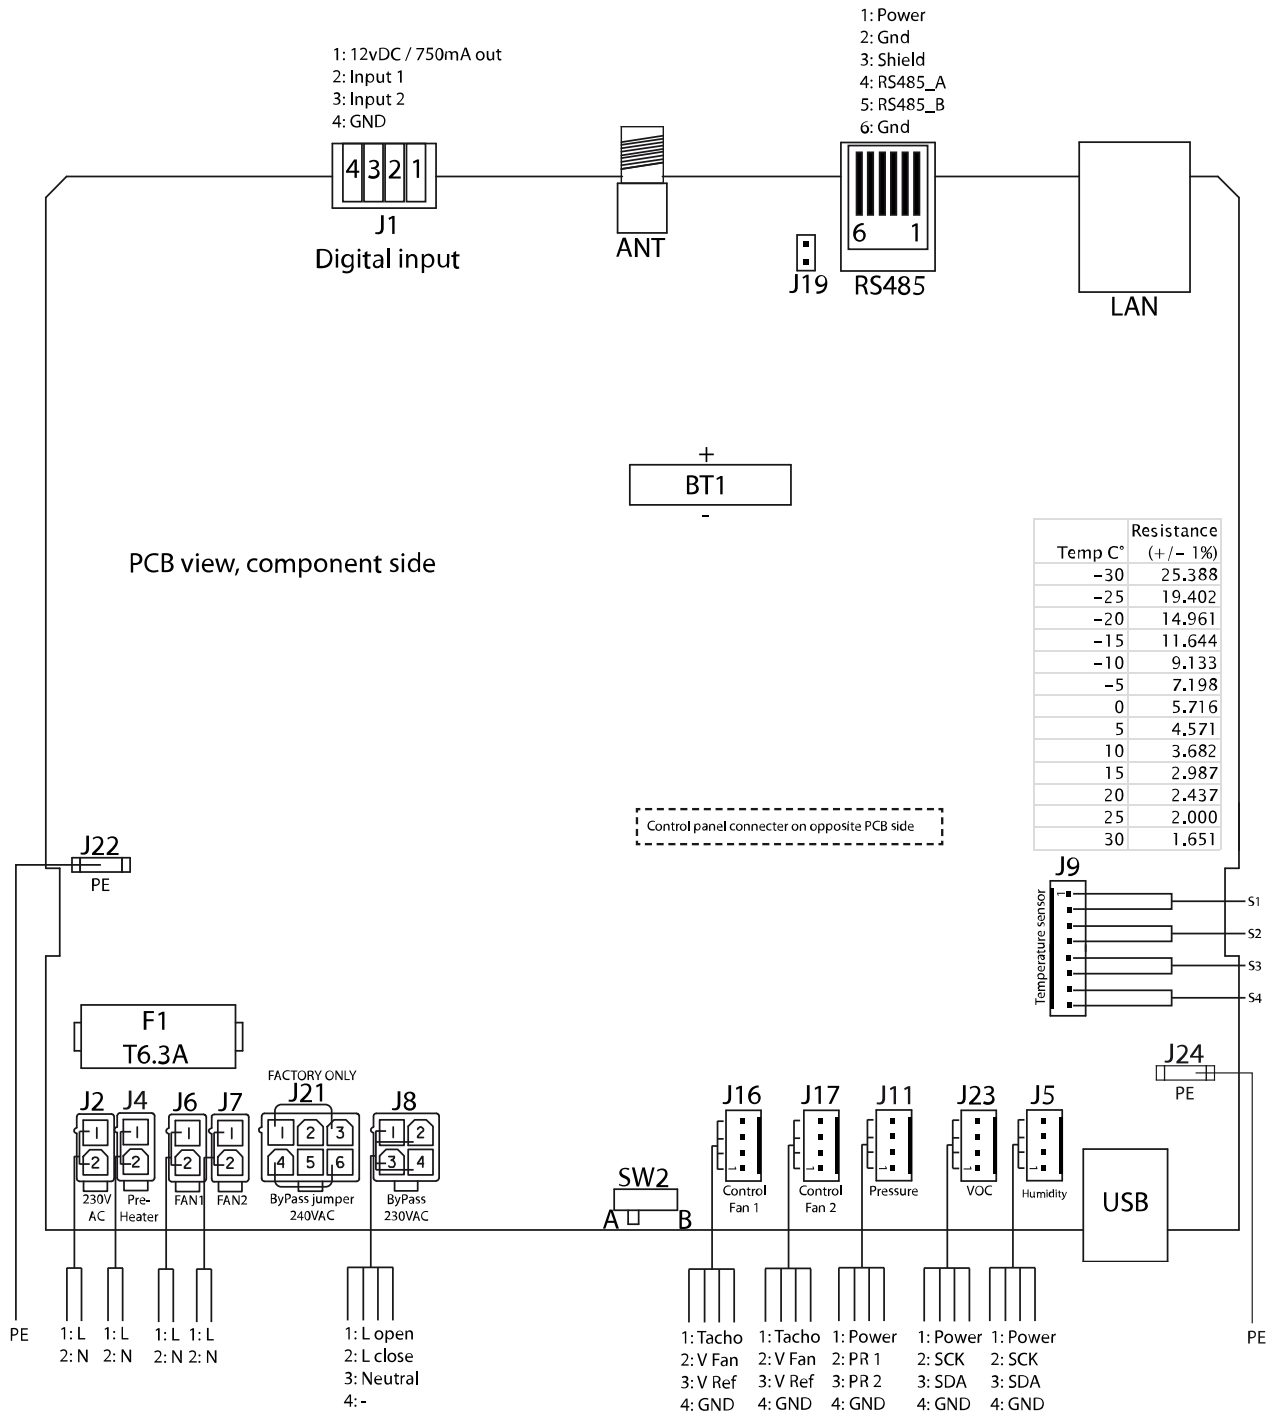 1: Power
2: Gnd
3: Shield
4: RS485_A
5: RS485_B
6: Gnd
1: 12vDC / 750mA out
2: Input 1
3: Input 2
4: GND
4 3 2 1
J1
Digital input
ANT
J19
6 1
RS485
LAN
+
BT1
-
PCB view, component side
Temp C° Resistance (+/- 1%)
-30 25.388
-25 19.402
-20 14.961
-15 11.644
-10 9.133
-5 7.198
0 5.716
5 4.571
10 3.682
15 2.987
20 2.437
25 2.000
30 1.651
Control panel connecter on opposite PCB side
J22
PE
J9
Temperature sensor
1
S1
S2
S3
S4
F1
T6.3A
J24
PE
FACTORY ONLY
J2
1
2
230V
AC
J4
1
2
Pre-
Heater
J6
1
2
FAN1
J7
1
2
FAN2
J21
1 2 3
4 5 6
ByPass jumper
240VAC
J8
1 2
3 4
ByPass
230VAC
SW2
A B
J16
1
Control
Fan 1
J17
1
Control
Fan 2
J11
1
Pressure
J23
1
VOC
J5
1
Humidity
USB
PE
1: L
2: N
1: L
2: N
1: L
2: N
1: L
2: N
1: L open
2: L close
3: Neutral
4: -
1: Tacho
2: V Fan
3: V Ref
4: GND
1: Tacho
2: V Fan
3: V Ref
4: GND
1: Power
2: PR 1
3: PR 2
4: GND
1: Power
2: SCK
3: SDA
4: GND
1: Power
2: SCK
3: SDA
4: GND
PE